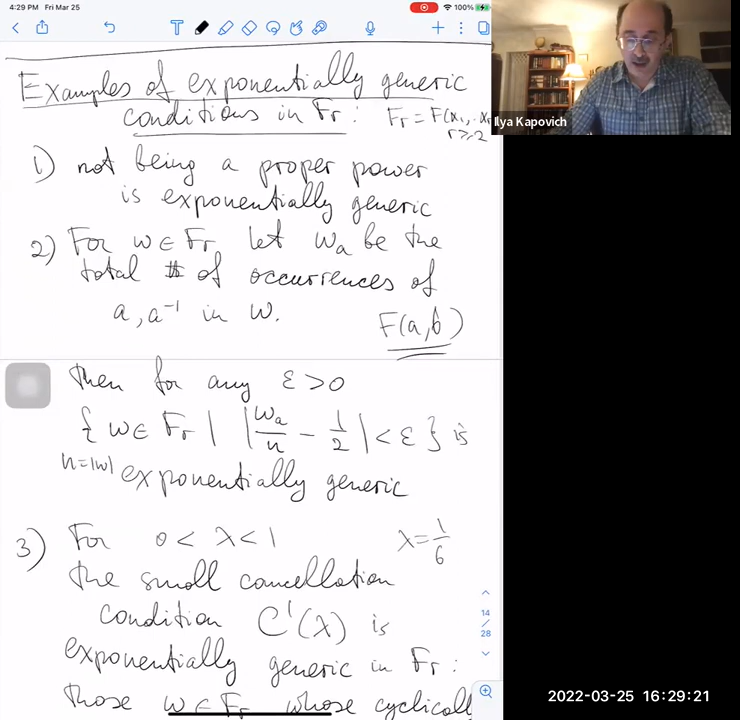 4:29 PM Fri Mar 25
100%
Examples of exponentially generic
conditions in Fr : Fr = F(x1, .. xr
r≥2
1) not being a proper power
is exponentially generic
2) For w ∈ Fr let wa be the
total # of occurrences of
a, a⁻¹ in w.
F(a,b)
then for any ε>0
{ w ∈ Fr | | wa/n - 1/2 | < ε } is
n=|w| exponentially generic
3) For 0 < λ < 1 λ = 1/6
the small cancellation
condition C'(λ) is
exponentially generic in Fr :
those w ∈ Fr whose cyclically
14
/
28
Ilya Kapovich
2022-03-25 16:29:21